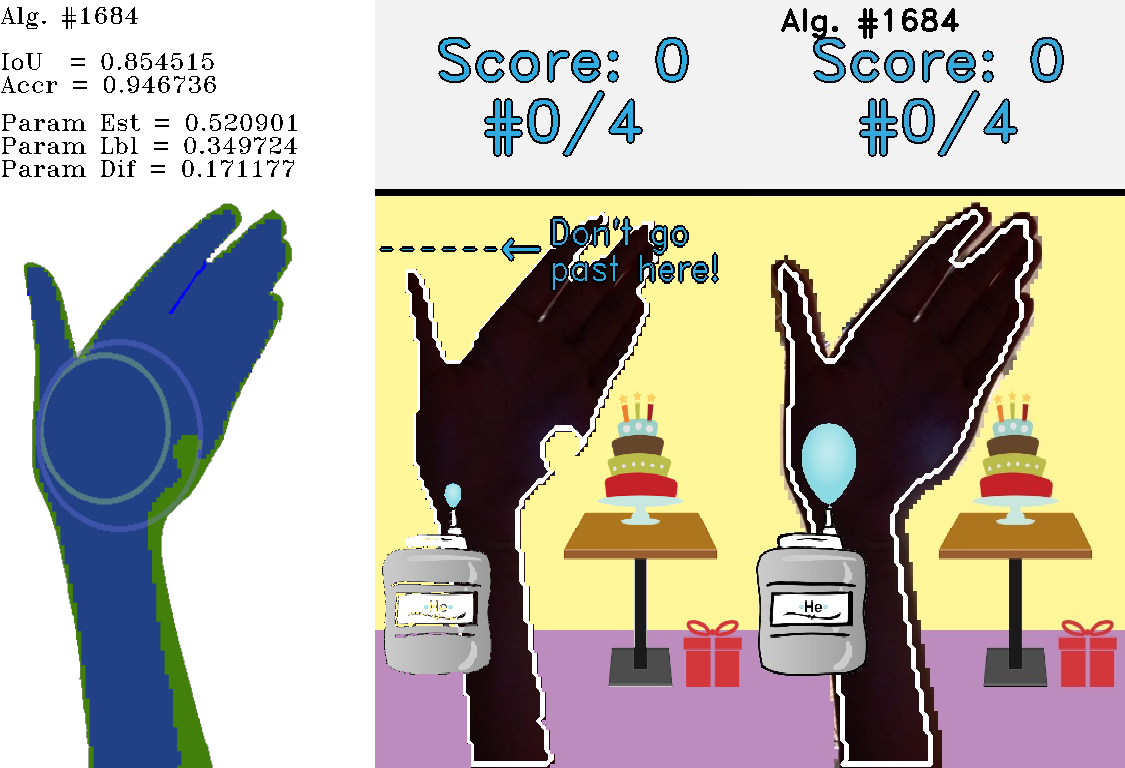 Alg. #1684
IoU = 0.854515
Accr = 0.946736
Param Est = 0.520901
Param Lbl = 0.349724
Param Dif = 0.171177
Score: 0
#0/4
Don't go
past here!
He
Alg. #1684
Score: 0
#0/4
He